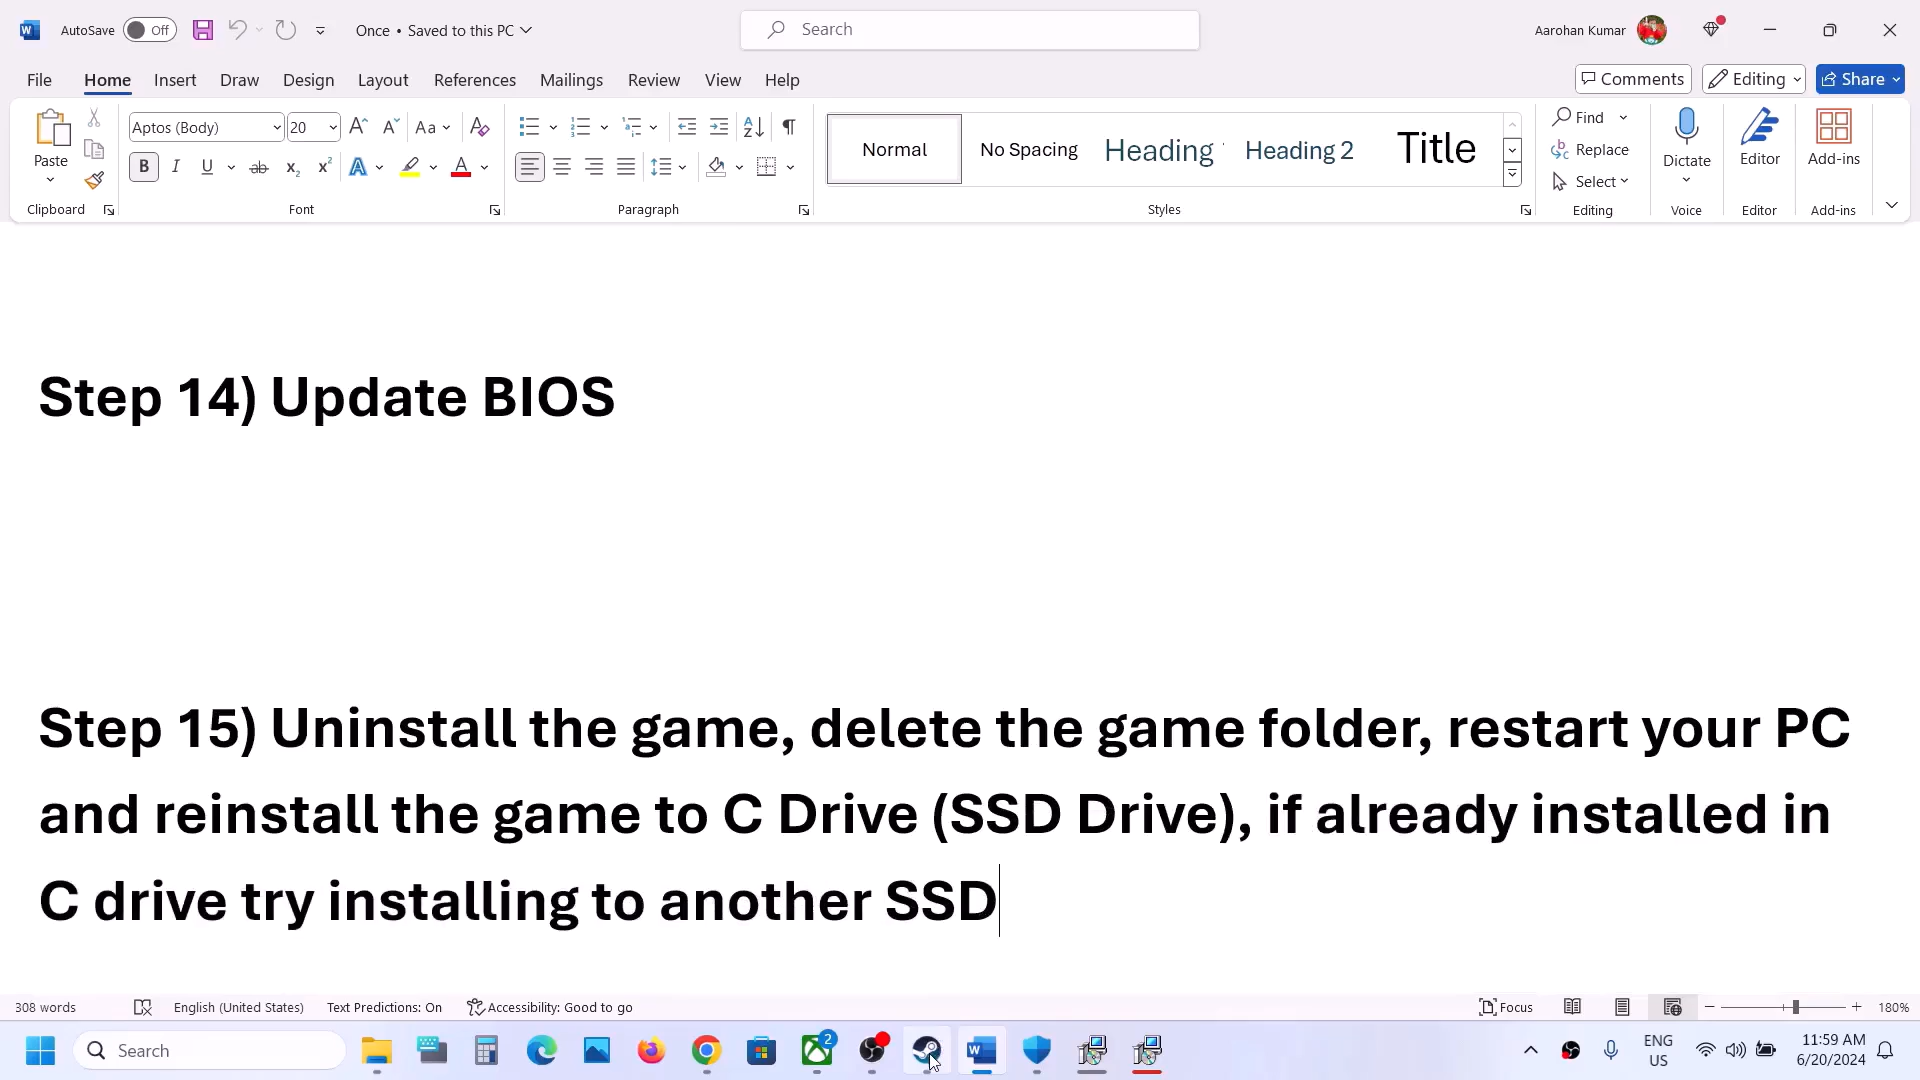 AutoSave Off Once • Saved to this PC Search Aarohan Kumar
File Home Insert Draw Design Layout References Mailings Review View Help Comments Editing Share
Paste Aptos (Body) 20 Aa Normal No Spacing Heading Heading 2 Title Find Replace Select Dictate Editor Add-ins
Clipboard Font Paragraph Styles Editing Voice Editor Add-ins
Step 14) Update BIOS
Step 15) Uninstall the game, delete the game folder, restart your PC
and reinstall the game to C Drive (SSD Drive), if already installed in
C drive try installing to another SSD
308 words English (United States) Text Predictions: On Accessibility: Good to go Focus 180%
Search 2 ENG US 11:59 AM 6/20/2024